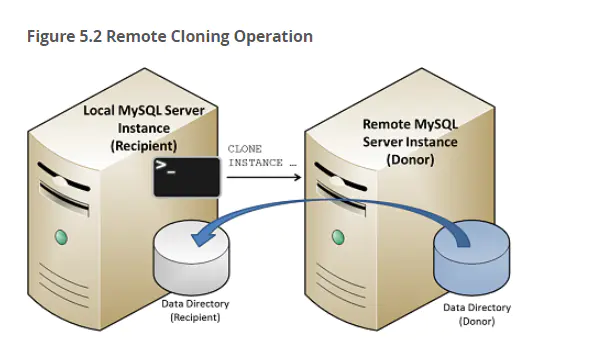 Figure 5.2 Remote Cloning Operation
Local MySQL Server
Instance
(Recipient)
>_
CLONE
INSTANCE …
Remote MySQL
Server Instance
(Donor)
Data Directory
(Recipient)
Data Directory
(Donor)